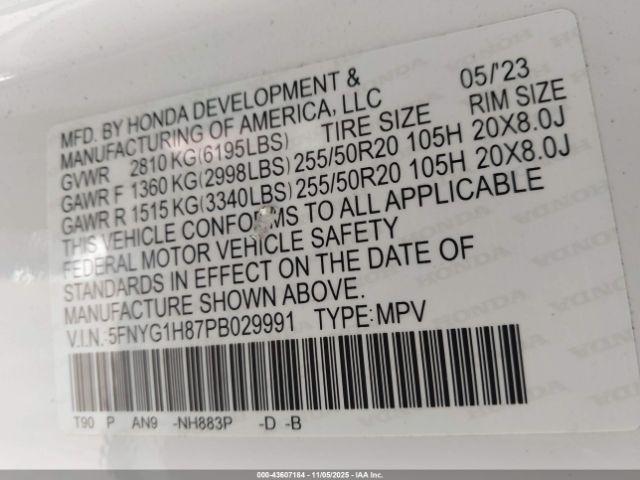 MFD. BY HONDA DEVELOPMENT & 05/'23
MANUFACTURING OF AMERICA, LLC
GVWR 2810 KG(6195LBS) TIRE SIZE RIM SIZE
GAWR F 1360 KG(2998LBS) 255/50R20 105H 20X8.0J
GAWR R 1515 KG(3340LBS) 255/50R20 105H 20X8.0J
THIS VEHICLE CONFORMS TO ALL APPLICABLE
FEDERAL MOTOR VEHICLE SAFETY
STANDARDS IN EFFECT ON THE DATE OF
MANUFACTURE SHOWN ABOVE.
V.I.N.:5FNYG1H87PB029991 TYPE:MPV
T90 P AN9 -NH883P -D -B
000-43607164 - 11/05/2025 - IAA Inc.